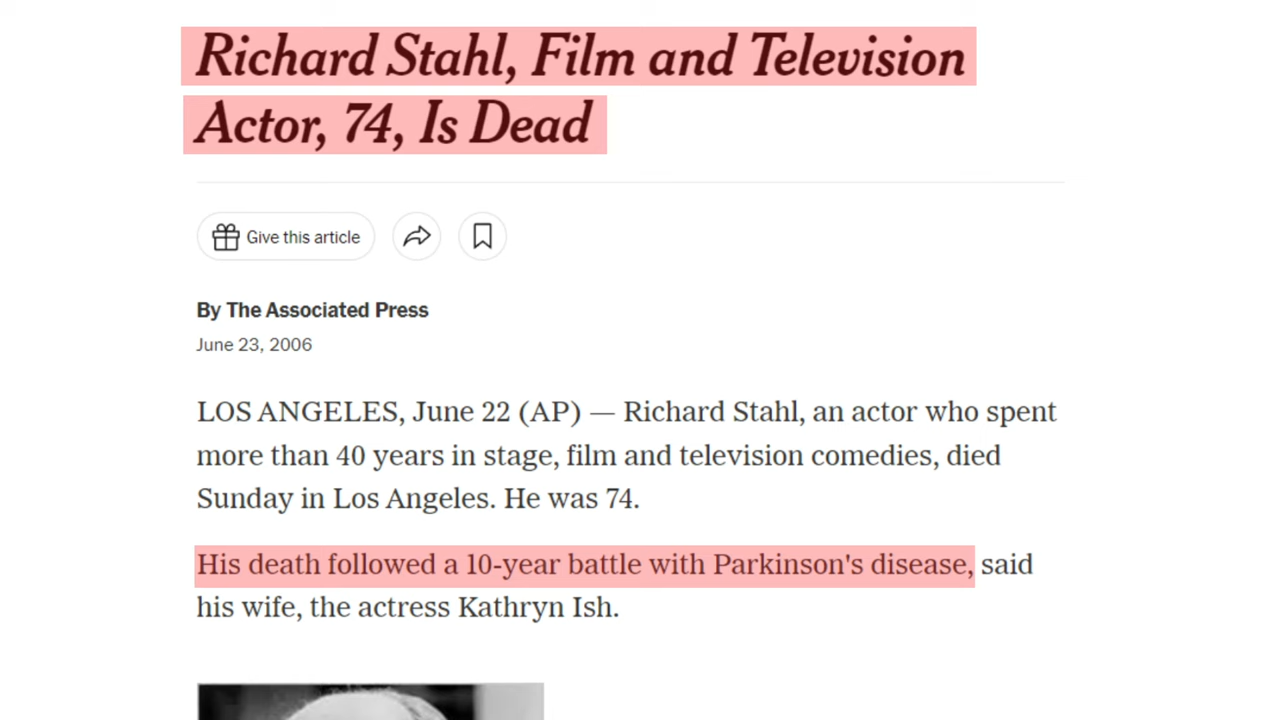 Richard Stahl, Film and Television
Actor, 74, Is Dead
Give this article
By The Associated Press
June 23, 2006
LOS ANGELES, June 22 (AP) — Richard Stahl, an actor who spent
more than 40 years in stage, film and television comedies, died
Sunday in Los Angeles. He was 74.
His death followed a 10-year battle with Parkinson's disease, said
his wife, the actress Kathryn Ish.